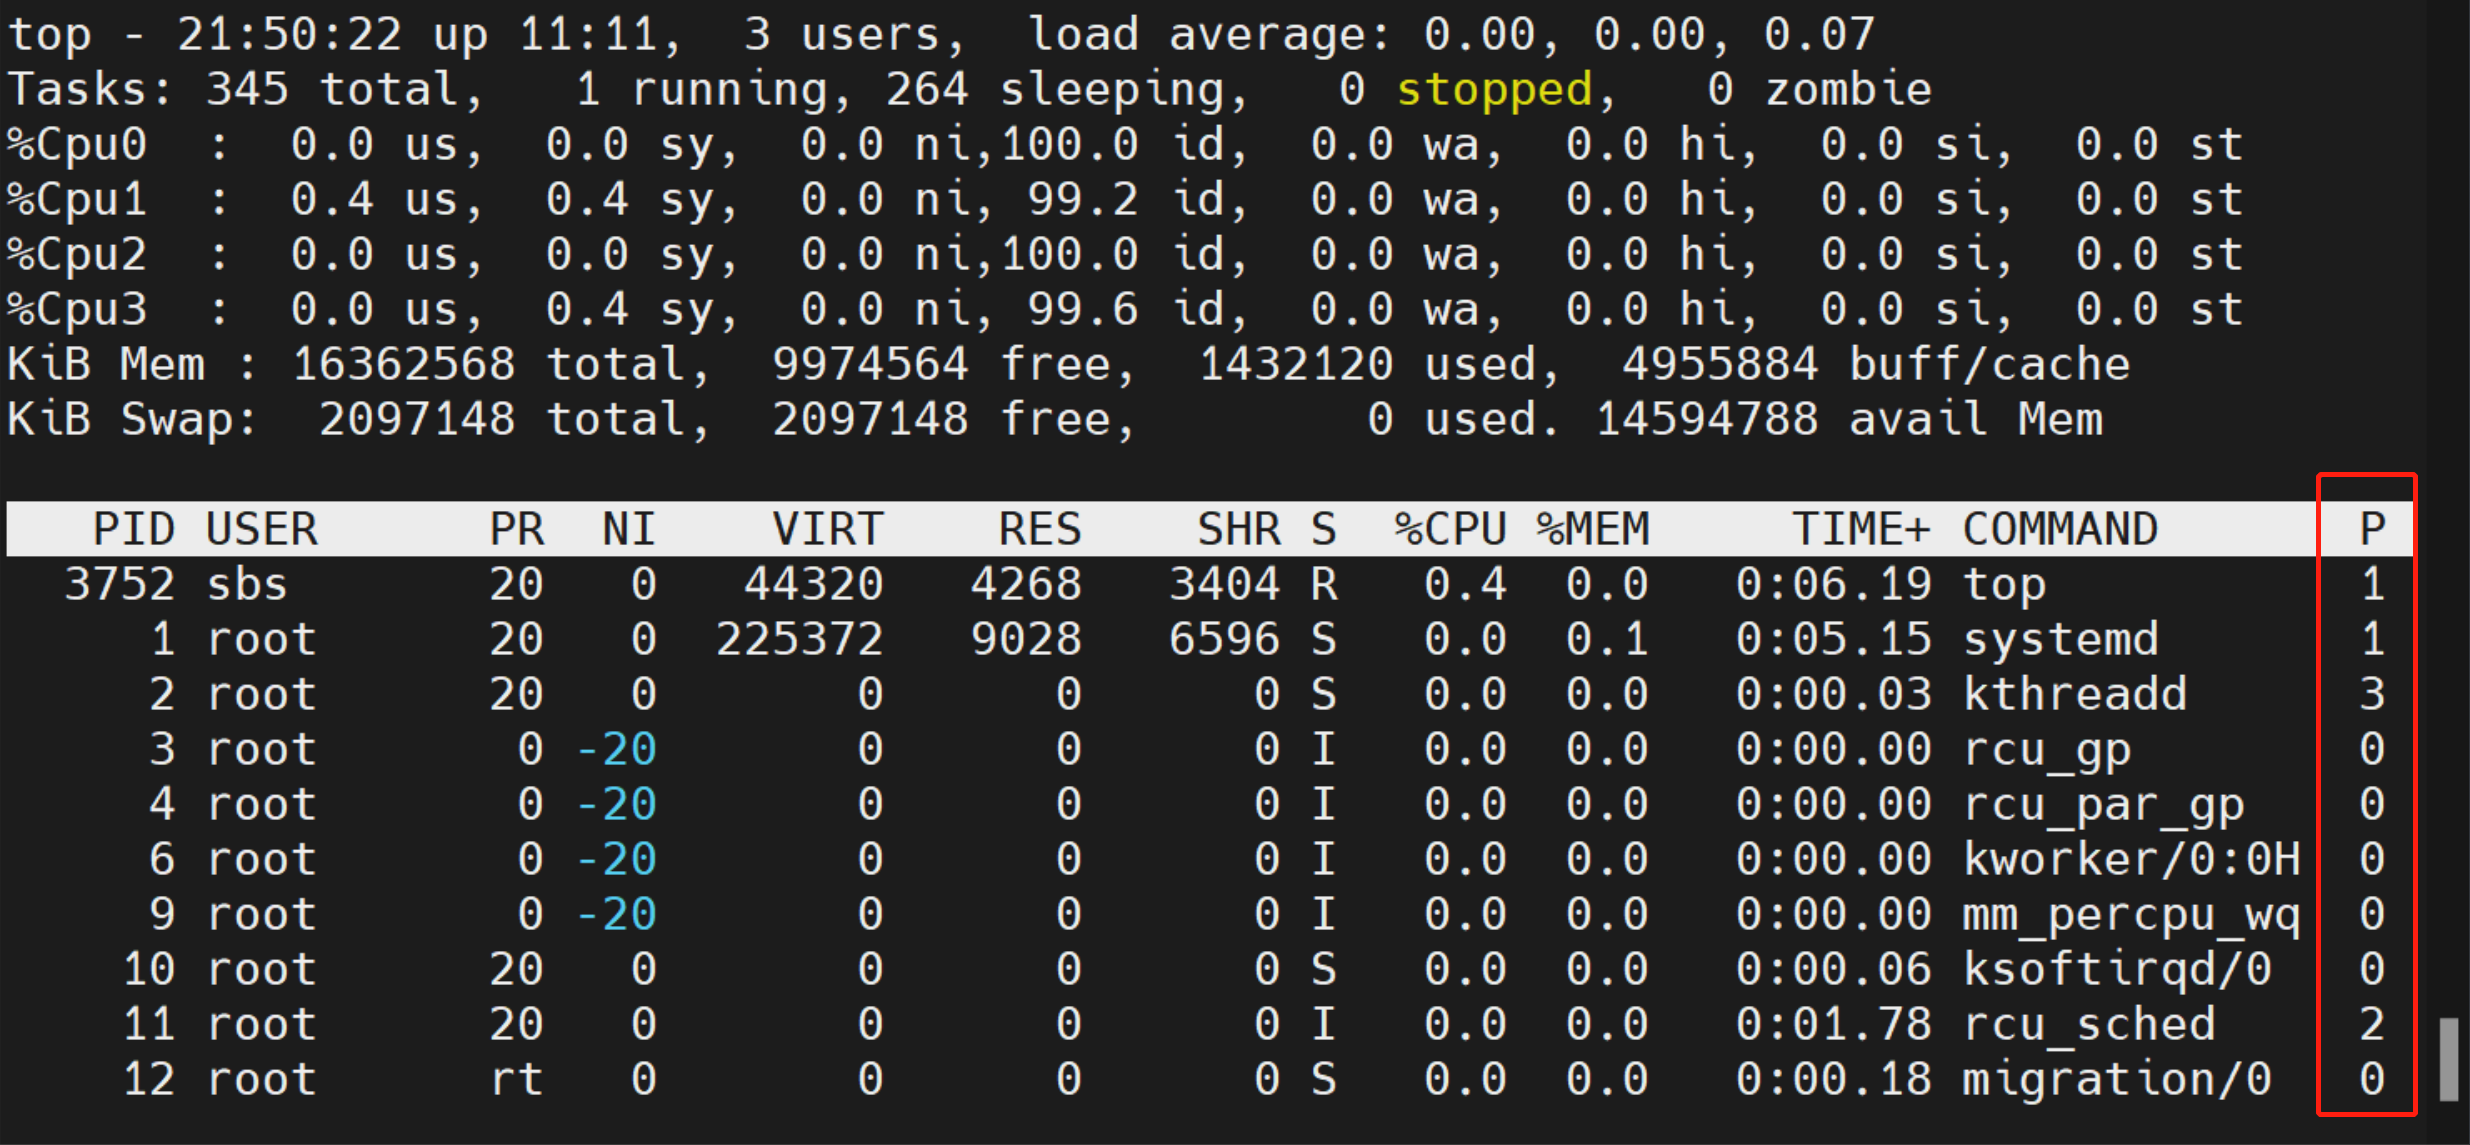 top - 21:50:22 up 11:11,  3 users,  load average: 0.00, 0.00, 0.07
Tasks: 345 total,   1 running, 264 sleeping,   0 stopped,   0 zombie
%Cpu0  :  0.0 us,  0.0 sy,  0.0 ni,100.0 id,  0.0 wa,  0.0 hi,  0.0 si,  0.0 st
%Cpu1  :  0.4 us,  0.4 sy,  0.0 ni, 99.2 id,  0.0 wa,  0.0 hi,  0.0 si,  0.0 st
%Cpu2  :  0.0 us,  0.0 sy,  0.0 ni,100.0 id,  0.0 wa,  0.0 hi,  0.0 si,  0.0 st
%Cpu3  :  0.0 us,  0.4 sy,  0.0 ni, 99.6 id,  0.0 wa,  0.0 hi,  0.0 si,  0.0 st
KiB Mem : 16362568 total,  9974564 free,  1432120 used,  4955884 buff/cache
KiB Swap:  2097148 total,  2097148 free,        0 used. 14594788 avail Mem
PID USER      PR  NI    VIRT    RES    SHR S  %CPU %MEM     TIME+ COMMAND       P
3752 sbs       20   0   44320   4268   3404 R   0.4  0.0   0:06.19 top           1
1 root      20   0  225372   9028   6596 S   0.0  0.1   0:05.15 systemd       1
2 root      20   0       0      0      0 S   0.0  0.0   0:00.03 kthreadd      3
3 root       0 -20       0      0      0 I   0.0  0.0   0:00.00 rcu_gp        0
4 root       0 -20       0      0      0 I   0.0  0.0   0:00.00 rcu_par_gp    0
6 root       0 -20       0      0      0 I   0.0  0.0   0:00.00 kworker/0:0H  0
9 root       0 -20       0      0      0 I   0.0  0.0   0:00.00 mm_percpu_wq  0
10 root      20   0       0      0      0 S   0.0  0.0   0:00.06 ksoftirqd/0   0
11 root      20   0       0      0      0 I   0.0  0.0   0:01.78 rcu_sched     2
12 root      rt   0       0      0      0 S   0.0  0.0   0:00.18 migration/0   0